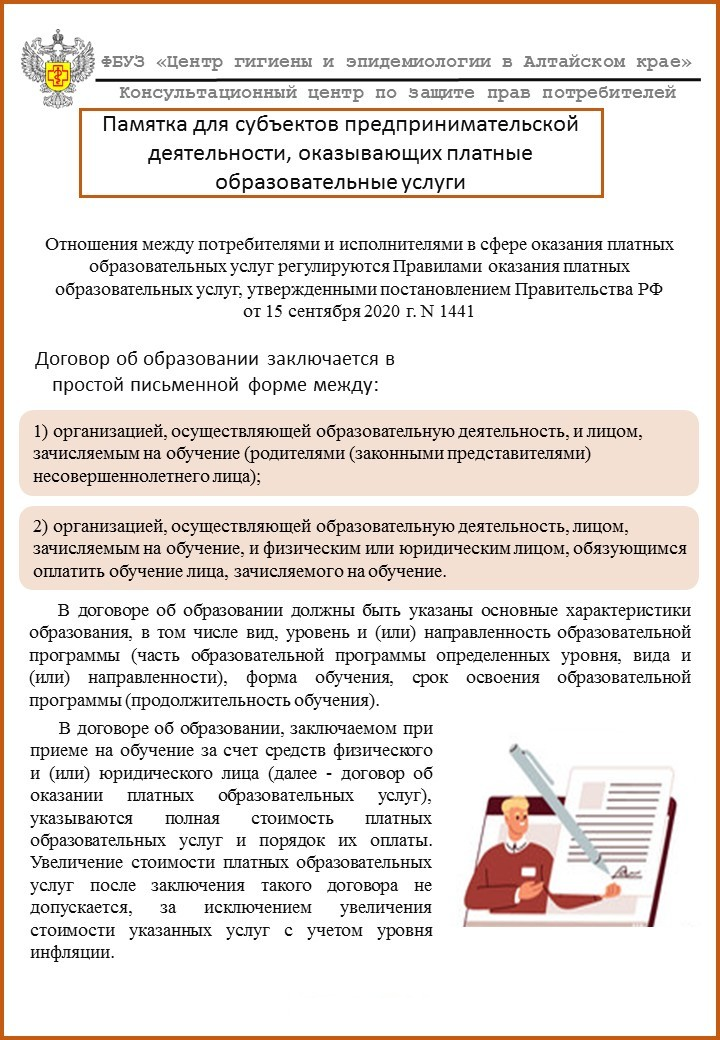 ФБУЗ «Центр гигиены и эпидемиологии в Алтайском крае»
Консультационный центр по защите прав потребителей
Памятка для субъектов предпринимательской
деятельности, оказывающих платные
образовательные услуги
Отношения между потребителями и исполнителями в сфере оказания платных
образовательных услуг регулируются Правилами оказания платных
образовательных услуг, утвержденными постановлением Правительства РФ
от 15 сентября 2020 г. N 1441
Договор об образовании заключается в
простой письменной форме между:
1) организацией, осуществляющей образовательную деятельность, и лицом,
зачисляемым на обучение (родителями (законными представителями)
несовершеннолетнего лица);
2) организацией, осуществляющей образовательную деятельность, лицом,
зачисляемым на обучение, и физическим или юридическим лицом, обязующимся
оплатить обучение лица, зачисляемого на обучение.
В договоре об образовании должны быть указаны основные характеристики
образования, в том числе вид, уровень и (или) направленность образовательной
программы (часть образовательной программы определенных уровня, вида и
(или) направленности), форма обучения, срок освоения образовательной
программы (продолжительность обучения).
В договоре об образовании, заключаемом при
приеме на обучение за счет средств физического
и (или) юридического лица (далее - договор об
оказании платных образовательных услуг),
указываются полная стоимость платных
образовательных услуг и порядок их оплаты.
Увеличение стоимости платных образовательных
услуг после заключения такого договора не
допускается, за исключением увеличения
стоимости указанных услуг с учетом уровня
инфляции.